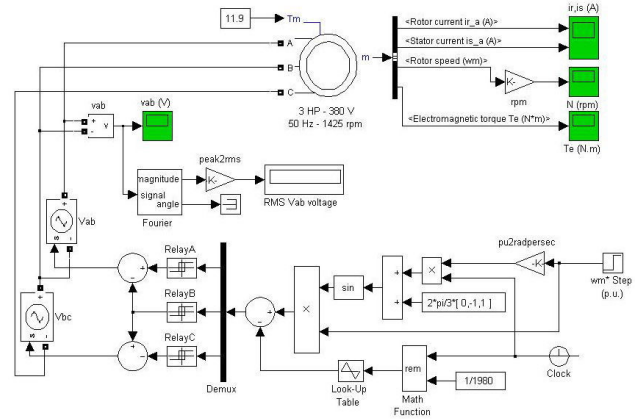 ir,is (A)
11.9
Tm
<Rotor current ir_a (A)>
A
<Stator current is_a (A)>
m
B
<Rotor speed (wm)>
C
K-
rpm
N (rpm)
3 HP - 380 V
50 Hz - 1425 rpm
<Electromagnetic torque Te (N*m)>
Te (N.m)
vab
vab (V)
+
-
v
peak2rms
magnitude
signal
angle
K-
Fourier
RMS Vab voltage
Vab
Vbc
RelayA
RelayB
RelayC
Demux
pu2radpersec
-K-
wm* Step
(p.u.)
sin
×
+
+
2*pi/3*[ 0,-1,1 ]
×
Look-Up
Table
rem
Math
Function
1/1980
Clock